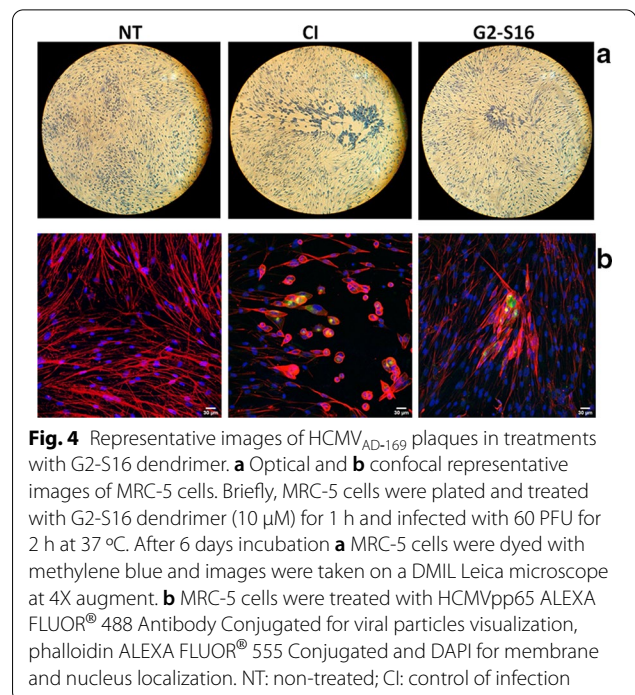 NT CI G2-S16
a
b
30 µm 30 µm 30 µm
Fig. 4 Representative images of HCMVAD-169 plaques in treatments
with G2-S16 dendrimer. a Optical and b confocal representative
images of MRC-5 cells. Briefly, MRC-5 cells were plated and treated
with G2-S16 dendrimer (10 µM) for 1 h and infected with 60 PFU for
2 h at 37 ºC. After 6 days incubation a MRC-5 cells were dyed with
methylene blue and images were taken on a DMIL Leica microscope
at 4X augment. b MRC-5 cells were treated with HCMVpp65 ALEXA
FLUOR® 488 Antibody Conjugated for viral particles visualization,
phalloidin ALEXA FLUOR® 555 Conjugated and DAPI for membrane
and nucleus localization. NT: non-treated; CI: control of infection